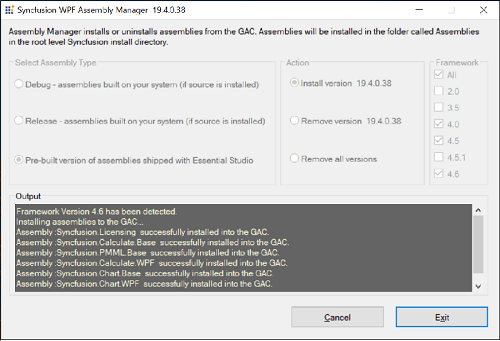 Syncfusion WPF Assembly Manager 19.4.0.38
Assembly Manager installs or uninstalls assemblies from the GAC. Assemblies will be installed in the folder called Assemblies
in the root level Syncfusion install directory.
Select Assembly Type
Debug - assemblies built on your system (if source is installed)
Release - assemblies built on your system (if source is installed)
Pre-built version of assemblies shipped with Essential Studio
Action
Install version 19.4.0.38
Remove version 19.4.0.38
Remove all versions
Framework
All
2.0
3.5
4.0
4.5
4.5.1
4.6
Output
Framework Version 4.6 has been detected.
Installing assemblies to the GAC...
Assembly :Syncfusion.Licensing successfully installed into the GAC.
Assembly :Syncfusion.Calculate.Base successfully installed into the GAC.
Assembly :Syncfusion.PMML.Base successfully installed into the GAC.
Assembly :Syncfusion.Calculate.WPF successfully installed into the GAC.
Assembly :Syncfusion.Chart.Base successfully installed into the GAC.
Assembly :Syncfusion.Chart.WPF successfully installed into the GAC.
Cancel
Exit